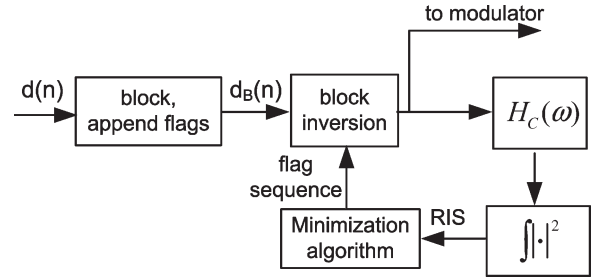 to modulator
d(n)
block,
append flags
d_B(n)
block
inversion
H_C(ω)
flag
sequence
Minimization
algorithm
RIS
∫|·|²